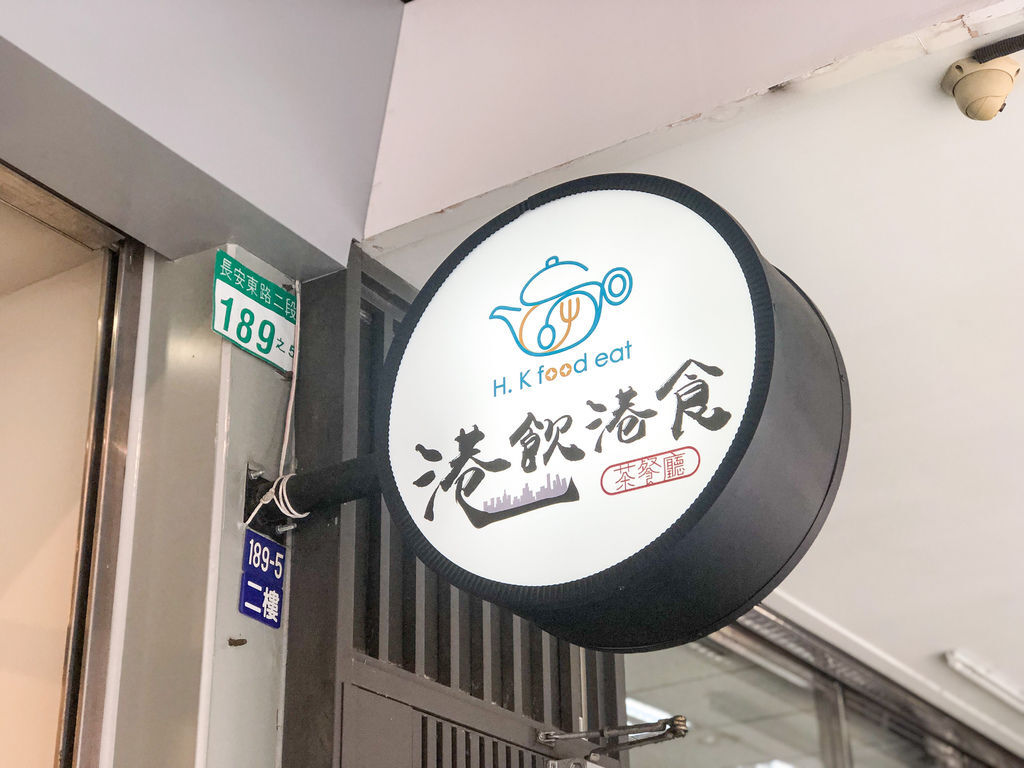 長安東路二段
189之5
H. K food eat
港飲港食
茶餐廳
189-5
二樓